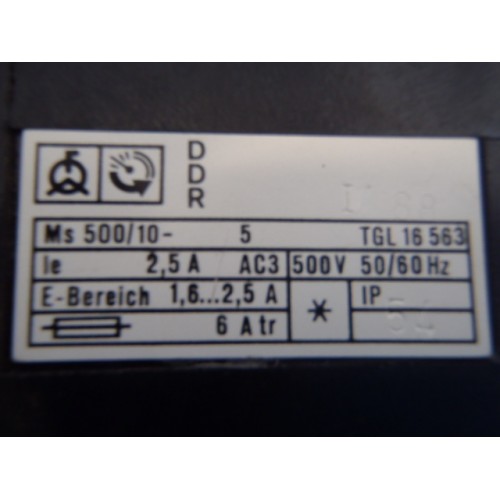 D
D
R
Ms 500/10- 5 TGL 16 563
Ie 2,5 A AC3 500V 50/60 Hz
E-Bereich 1,6...2,5 A IP
6 A tr 54